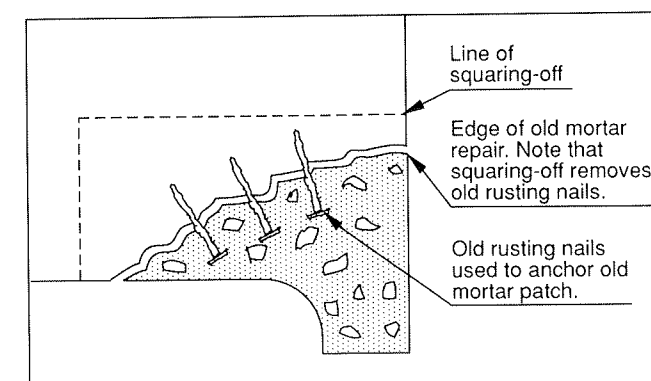 Line of
squaring-off
Edge of old mortar
repair. Note that
squaring-off removes
old rusting nails.
Old rusting nails
used to anchor old
mortar patch.